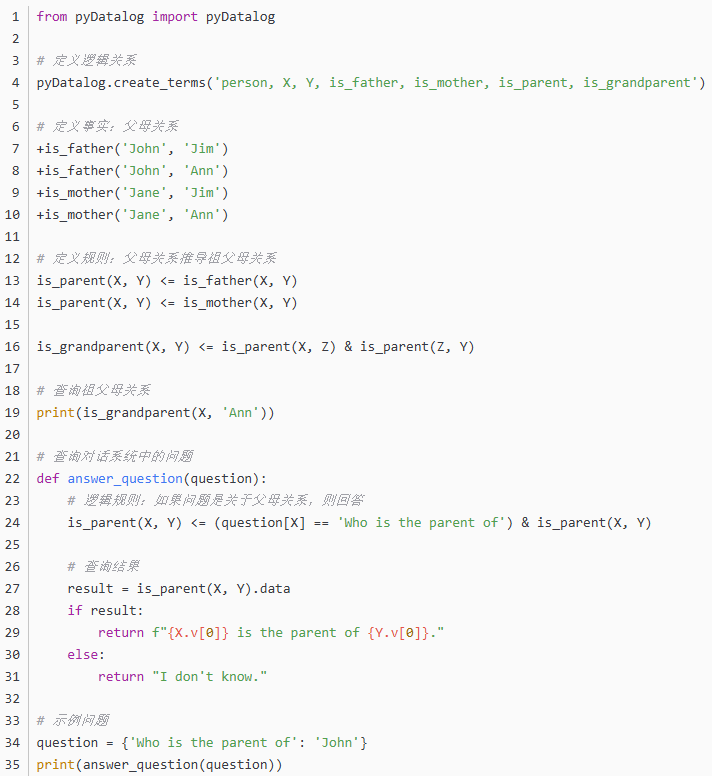 1 from pyDatalog import pyDatalog
2
3 # 定义逻辑关系
4 pyDatalog.create_terms('person, X, Y, is_father, is_mother, is_parent, is_grandparent')
5
6 # 定义事实：父母关系
7 +is_father('John', 'Jim')
8 +is_father('John', 'Ann')
9 +is_mother('Jane', 'Jim')
10 +is_mother('Jane', 'Ann')
11
12 # 定义规则：父母关系推导祖父母关系
13 is_parent(X, Y) <= is_father(X, Y)
14 is_parent(X, Y) <= is_mother(X, Y)
15
16 is_grandparent(X, Y) <= is_parent(X, Z) & is_parent(Z, Y)
17
18 # 查询祖父母关系
19 print(is_grandparent(X, 'Ann'))
20
21 # 查询对话系统中的问题
22 def answer_question(question):
23     # 逻辑规则：如果问题是关于父母关系，则回答
24     is_parent(X, Y) <= (question[X] == 'Who is the parent of') & is_parent(X, Y)
25
26     # 查询结果
27     result = is_parent(X, Y).data
28     if result:
29         return f"{X.v[0]} is the parent of {Y.v[0]}."
30     else:
31         return "I don't know."
32
33 # 示例问题
34 question = {'Who is the parent of': 'John'}
35 print(answer_question(question))